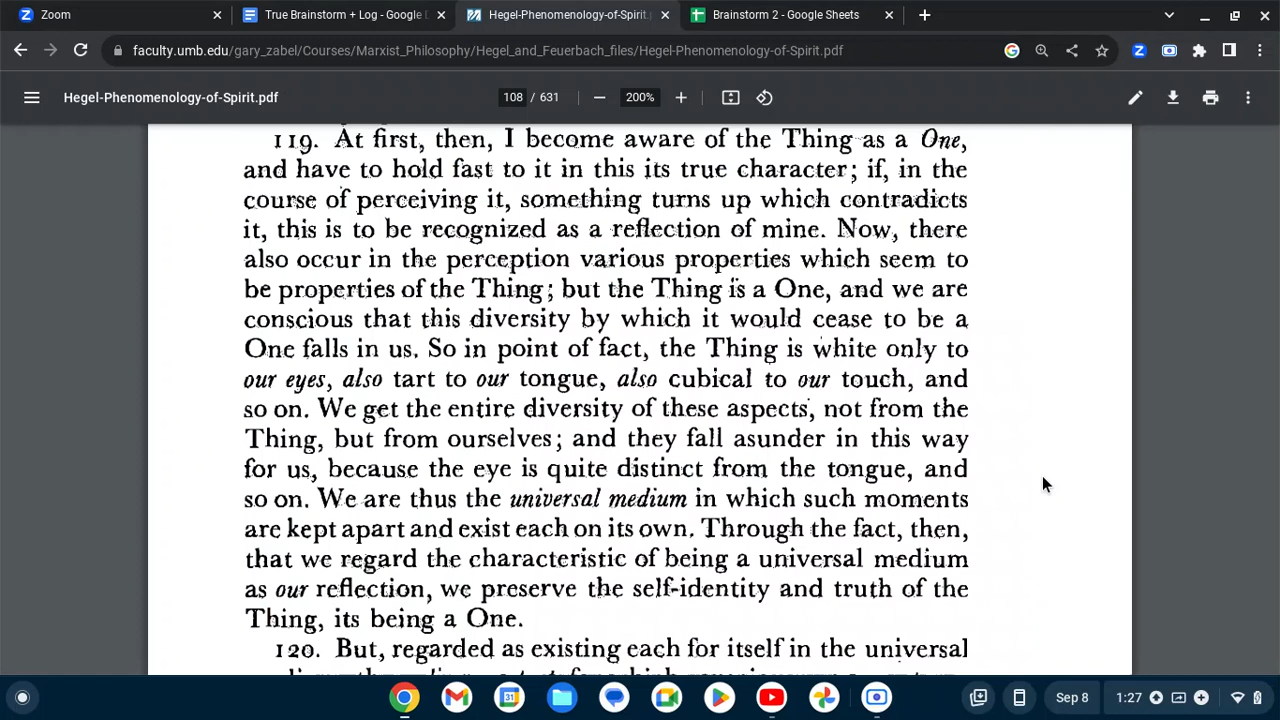 Zoom
True Brainstorm + Log - Google D
Hegel-Phenomenology-of-Spirit.p
Brainstorm 2 - Google Sheets
faculty.umb.edu/gary_zabel/Courses/Marxist_Philosophy/Hegel_and_Feuerbach_files/Hegel-Phenomenology-of-Spirit.pdf
Hegel-Phenomenology-of-Spirit.pdf
108 / 631
200%
119. At first, then, I become aware of the Thing as a One,
and have to hold fast to it in this its true character; if, in the
course of perceiving it, something turns up which contradicts
it, this is to be recognized as a reflection of mine. Now, there
also occur in the perception various properties which seem to
be properties of the Thing; but the Thing is a One, and we are
conscious that this diversity by which it would cease to be a
One falls in us. So in point of fact, the Thing is white only to
our eyes, also tart to our tongue, also cubical to our touch, and
so on. We get the entire diversity of these aspects, not from the
Thing, but from ourselves; and they fall asunder in this way
for us, because the eye is quite distinct from the tongue, and
so on. We are thus the universal medium in which such moments
are kept apart and exist each on its own. Through the fact, then,
that we regard the characteristic of being a universal medium
as our reflection, we preserve the self-identity and truth of the
Thing, its being a One.
120. But, regarded as existing each for itself in the universal
Sep 8
1:27